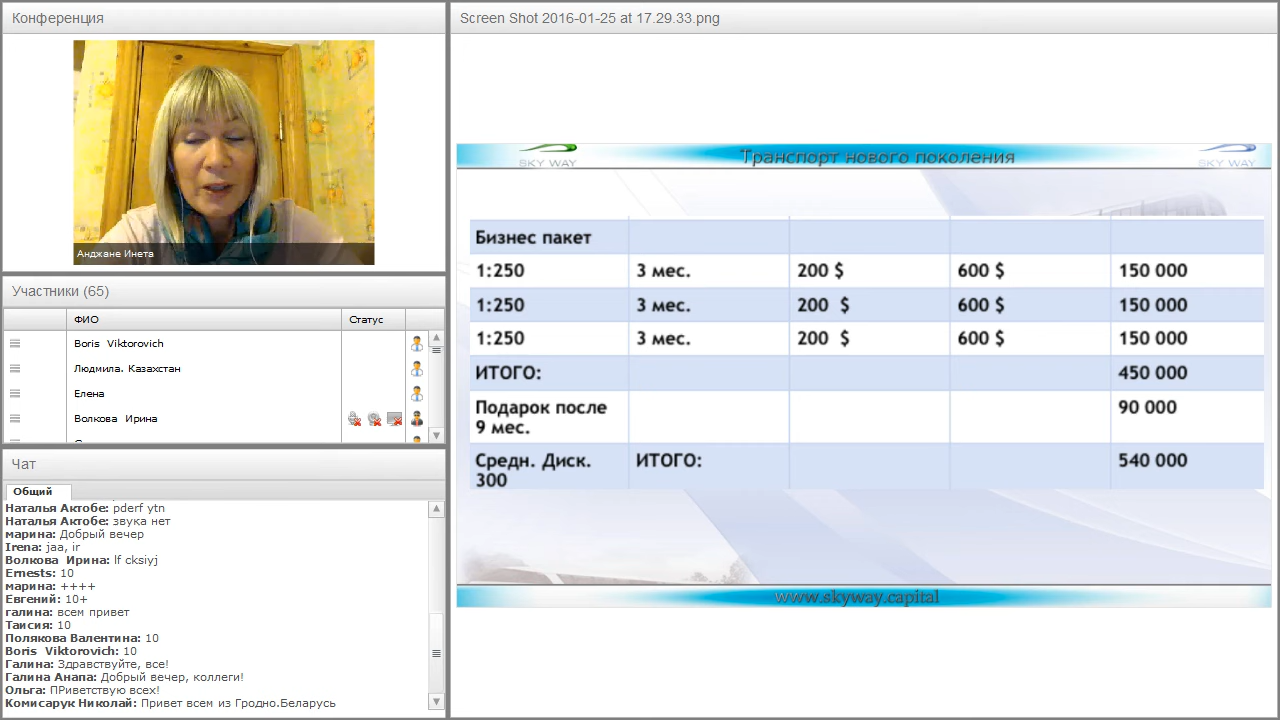 Конференция
Анджане Инета
Участники (65)
ФИО
Статус
Boris Viktorovich
Людмила. Казахстан
Елена
Волкова Ирина
Чат
Общий
Наталья Актобе: pderf ytn
Наталья Актобе: звука нет
марина: Добрый вечер
Irena: jaa, ir
Волкова Ирина: lf cksiyj
Ernests: 10
марина: ++++
Евгений: 10+
галина: всем привет
Таисия: 10
Полякова Валентина: 10
Boris Viktorovich: 10
Галина: Здравствуйте, все!
Галина Анапа: Добрый вечер, коллеги!
Ольга: ПРиветствую всех!
Комисарук Николай: Привет всем из Гродно.Беларусь
Screen Shot 2016-01-25 at 17.29.33.png
SKY WAY
Транспорт нового поколения
SKY WAY
Бизнес пакет
1:250 3 мес. 200 $ 600 $ 150 000
1:250 3 мес. 200 $ 600 $ 150 000
1:250 3 мес. 200 $ 600 $ 150 000
ИТОГО: 450 000
Подарок после 90 000
9 мес.
Средн. Диск. ИТОГО: 540 000
300
www.skyway.capital